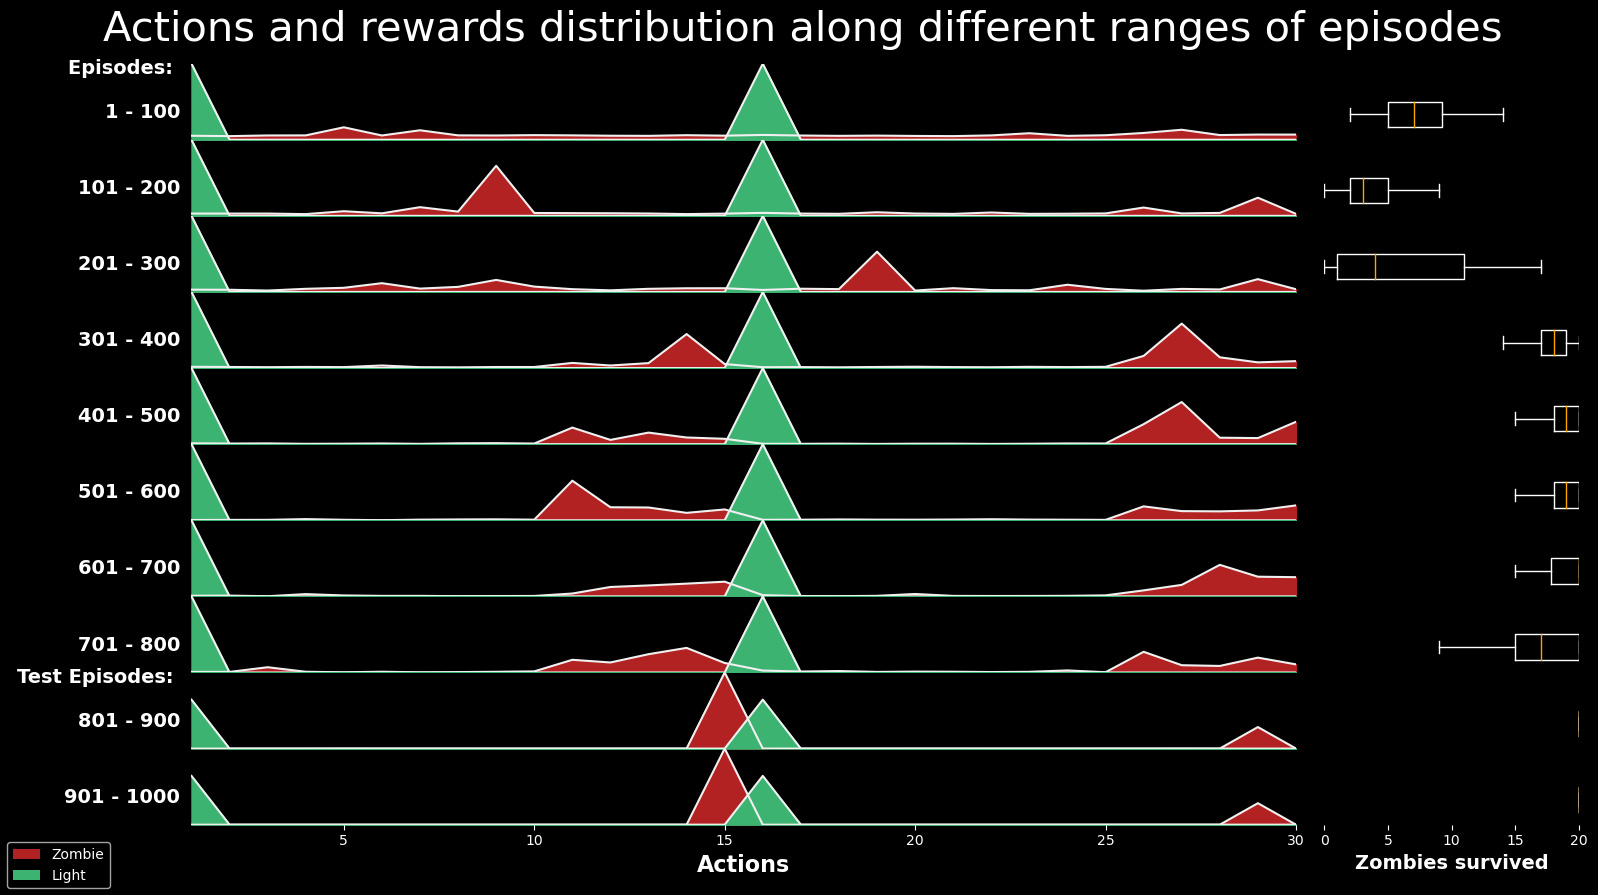 Actions and rewards distribution along different ranges of episodes
Episodes:
1 - 100
101 - 200
201 - 300
301 - 400
401 - 500
501 - 600
601 - 700
701 - 800
Test Episodes:
801 - 900
901 - 1000
5 10 15 20 25 30
0 5 10 15 20
Actions
Zombies survived
Zombie
Light